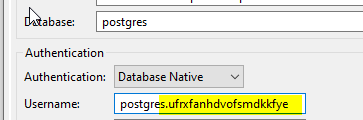 Database: postgres
Authentication
Authentication: Database Native
Username: postgres.ufrxfanhdvofsmdkkfye